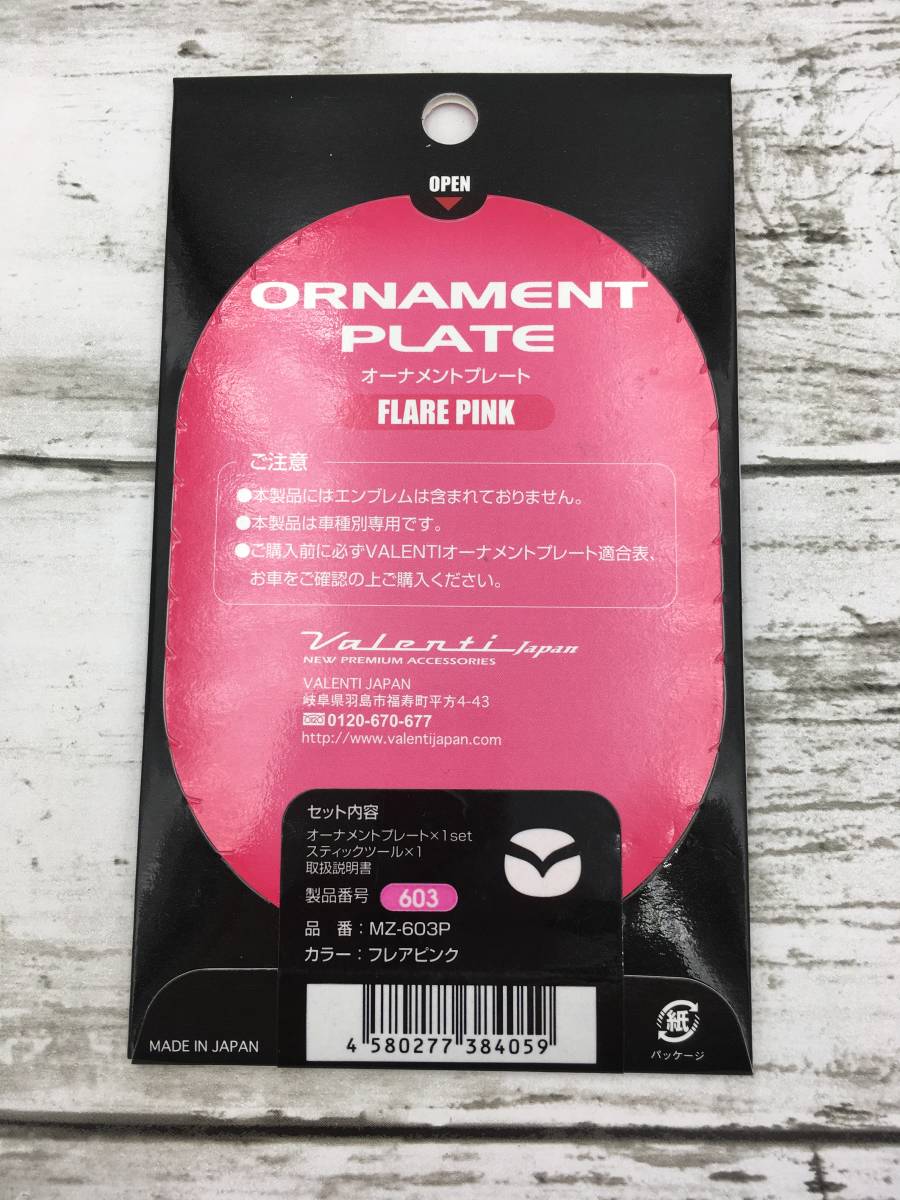 OPEN
ORNAMENT
PLATE
オーナメントプレート
FLARE PINK
ご注意
●本製品にはエンブレムは含まれておりません。
●本製品は車種別専用です。
●ご購入前に必ずVALENTIオーナメントプレート適合表、
お車をご確認の上ご購入ください。
Valenti Japan
NEW PREMIUM ACCESSORIES
VALENTI JAPAN
岐阜県羽島市福寿町平方4-43
0120-670-677
http://www.valentijapan.com
セット内容
オーナメントプレート×1set
スティックツール×1
取扱説明書
製品番号 603
品 番：MZ-603P
カラー：フレアピンク
4 580277 384059
MADE IN JAPAN
紙
パッケージ